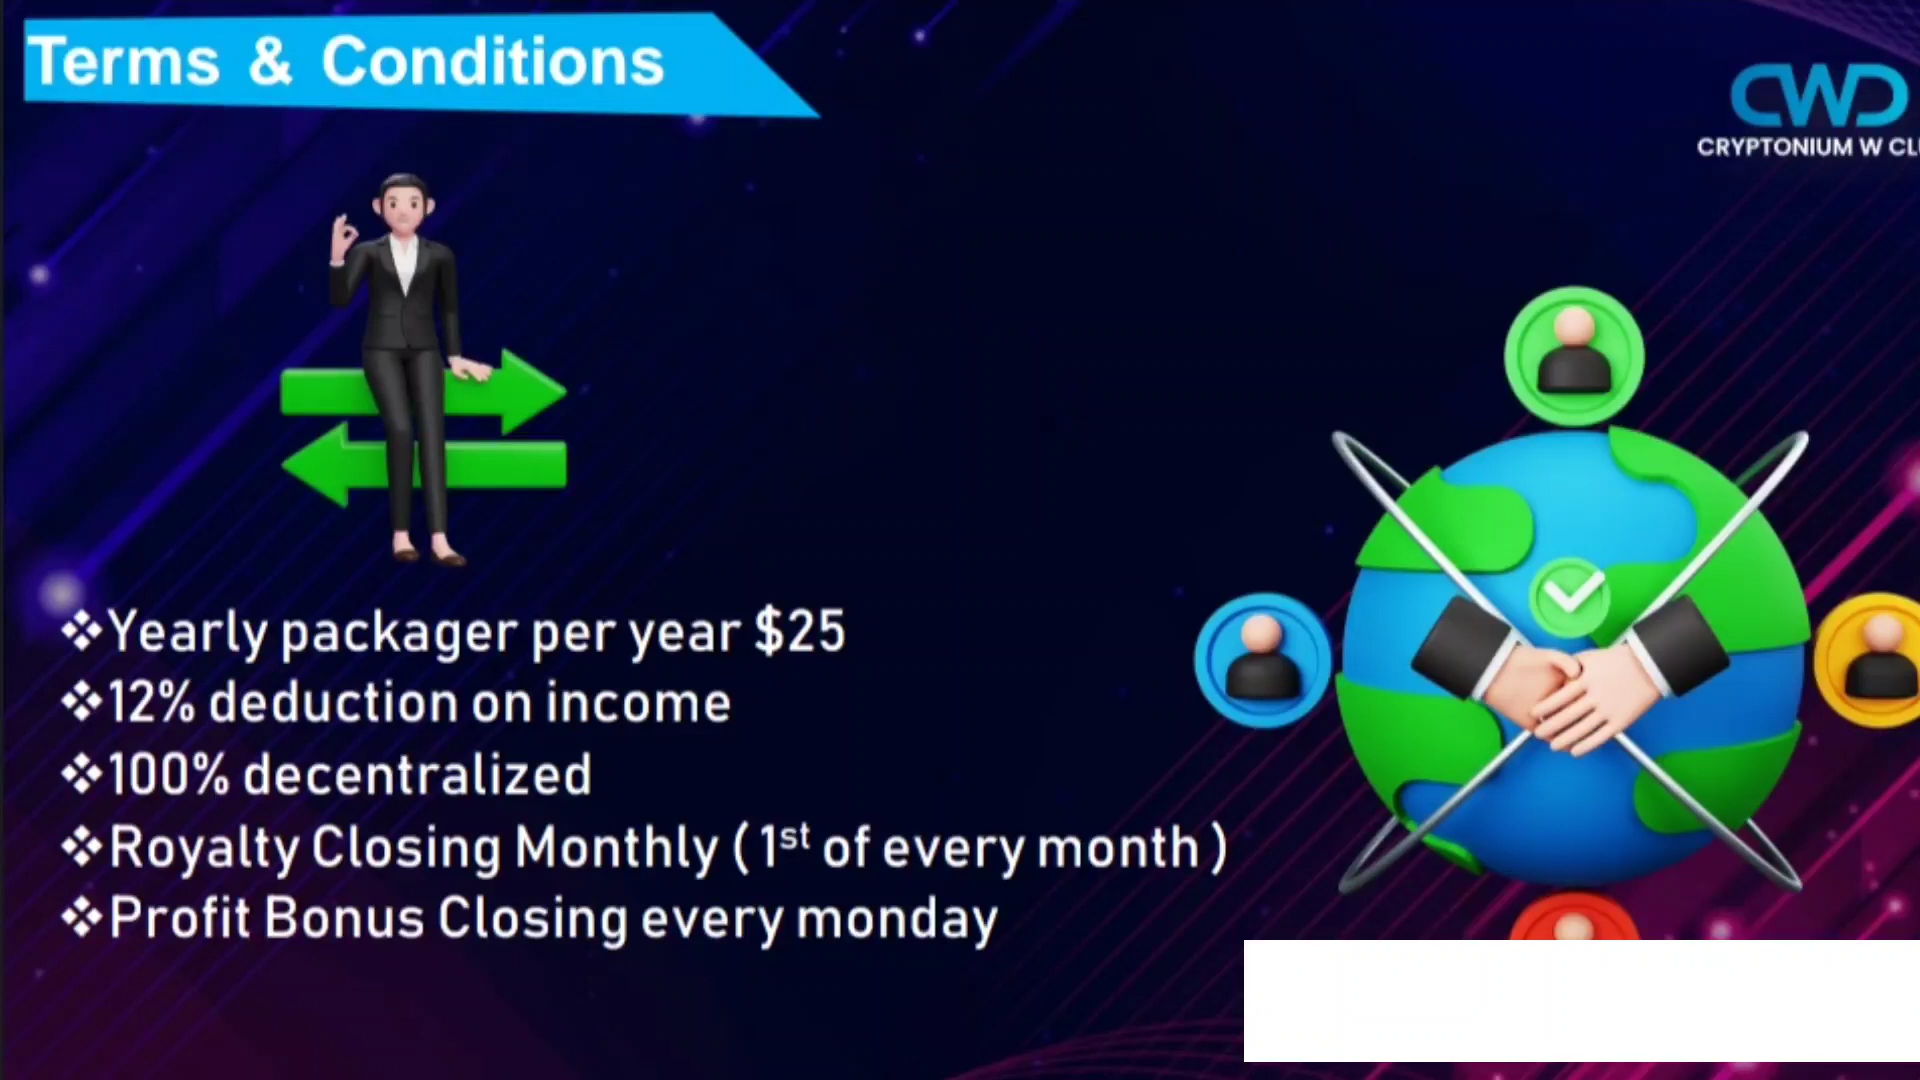 Terms & Conditions
CWD
CRYPTONIUM W
❖Yearly packager per year $25
❖12% deduction on income
❖100% decentralized
❖Royalty Closing Monthly ( 1st of every month )
❖Profit Bonus Closing every monday